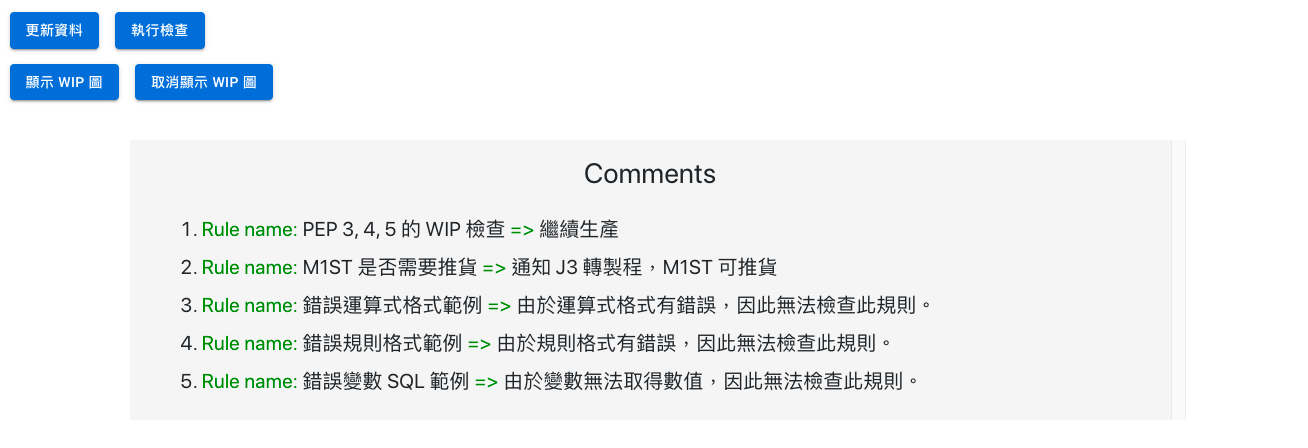 更新資料 執行檢查
顯示 WIP 圖 取消顯示 WIP 圖
Comments
1. Rule name: PEP 3, 4, 5 的 WIP 檢查 => 繼續生產
2. Rule name: M1ST 是否需要推貨 => 通知 J3 轉製程，M1ST 可推貨
3. Rule name: 錯誤運算式格式範例 => 由於運算式格式有錯誤，因此無法檢查此規則。
4. Rule name: 錯誤規則格式範例 => 由於規則格式有錯誤，因此無法檢查此規則。
5. Rule name: 錯誤變數 SQL 範例 => 由於變數無法取得數值，因此無法檢查此規則。